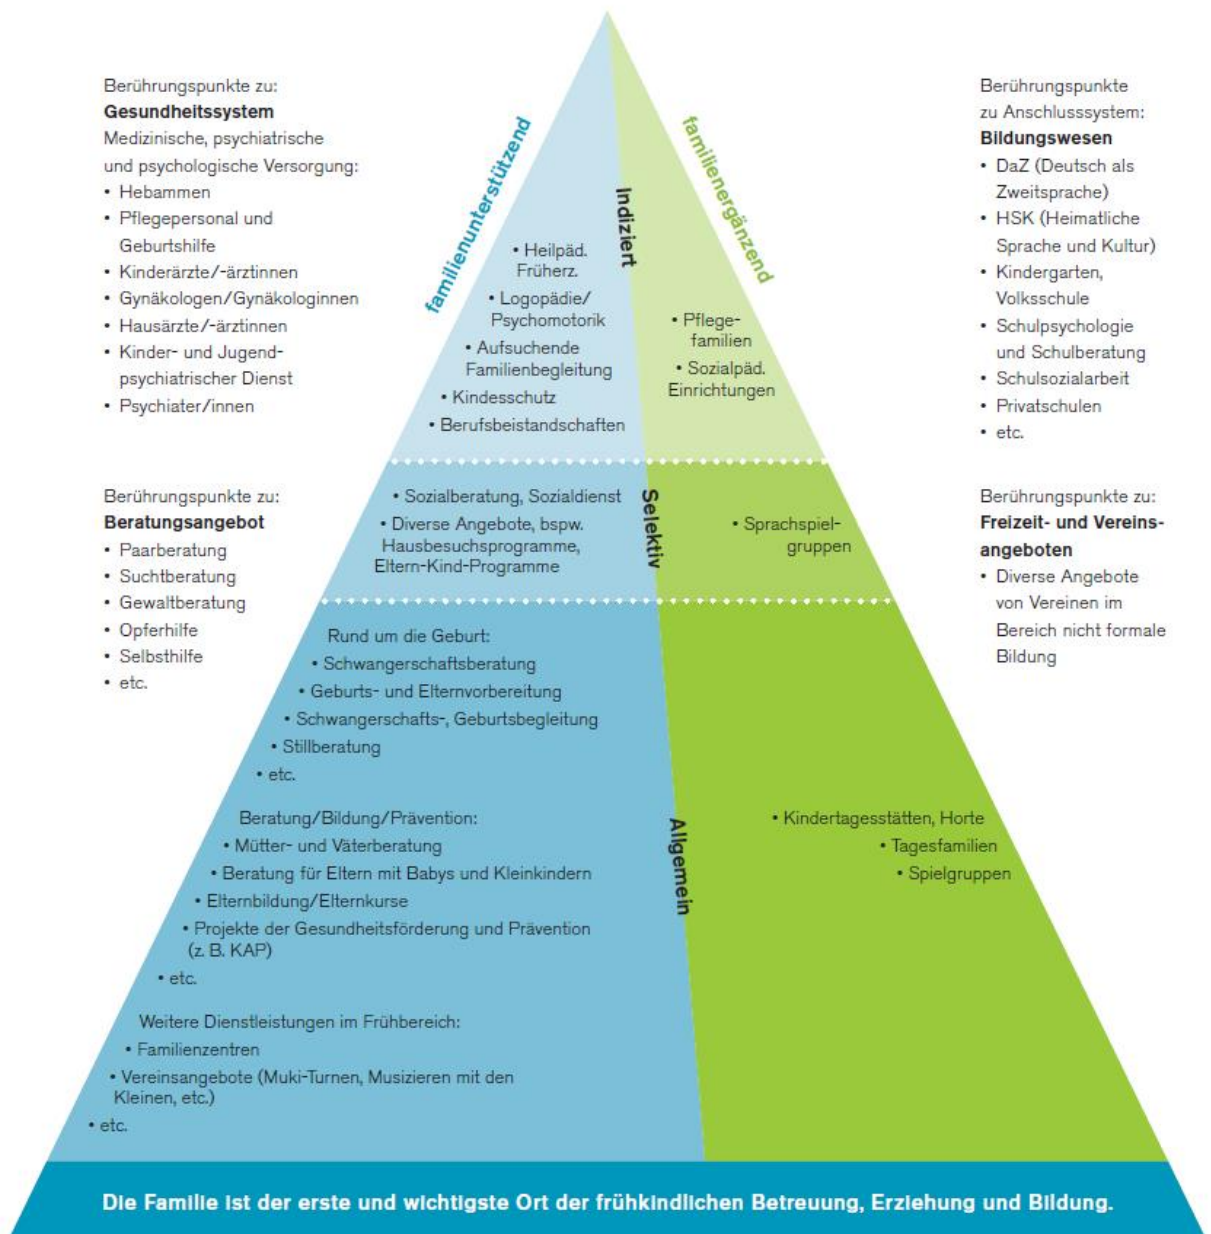 Berührungspunkte zu:
Gesundheitssystem
Medizinische, psychiatrische
und psychologische Versorgung:
• Hebammen
• Pflegepersonal und
Geburtshilfe
• Kinderärzte/-ärztinnen
• Gynäkologen/Gynäkologinnen
• Hausärzte/-ärztinnen
• Kinder- und Jugend-
psychiatrischer Dienst
• Psychiater/innen
Berührungspunkte zu:
Beratungsangebot
• Paarberatung
• Suchtberatung
• Gewaltberatung
• Opferhilfe
• Selbsthilfe
• etc.
familienunterstützend
familienergänzend
Indiziert
• Heilpäd.
Früherz.
• Logopädie/
Psychomotorik
• Aufsuchende
Familienbegleitung
• Kindesschutz
• Berufsbeistandschaften
• Pflege-
familien
• Sozialpäd.
Einrichtungen
Selektiv
• Sozialberatung, Sozialdienst
• Diverse Angebote, bspw.
Hausbesuchsprogramme,
Eltern-Kind-Programme
• Sprachspiel-
gruppen
Allgemein
Rund um die Geburt:
• Schwangerschaftsberatung
• Geburts- und Elternvorbereitung
• Schwangerschafts-, Geburtsbegleitung
• Stillberatung
• etc.
Beratung/Bildung/Prävention:
• Mütter- und Väterberatung
• Beratung für Eltern mit Babys und Kleinkindern
• Elternbildung/Elternkurse
• Projekte der Gesundheitsförderung und Prävention
(z. B. KAP)
• etc.
Weitere Dienstleistungen im Frühbereich:
• Familienzentren
• Vereinsangebote (Muki-Turnen, Musizieren mit den
Kleinen, etc.)
• etc.
• Kindertagesstätten, Horte
• Tagesfamilien
• Spielgruppen
Berührungspunkte
zu Anschlusssystem:
Bildungswesen
• DaZ (Deutsch als
Zweitsprache)
• HSK (Heimatliche
Sprache und Kultur)
• Kindergarten,
Volksschule
• Schulpsychologie
und Schulberatung
• Schulsozialarbeit
• Privatschulen
• etc.
Berührungspunkte zu:
Freizeit- und Vereins-
angeboten
• Diverse Angebote
von Vereinen im
Bereich nicht formale
Bildung
Die Familie ist der erste und wichtigste Ort der frühkindlichen Betreuung, Erziehung und Bildung.